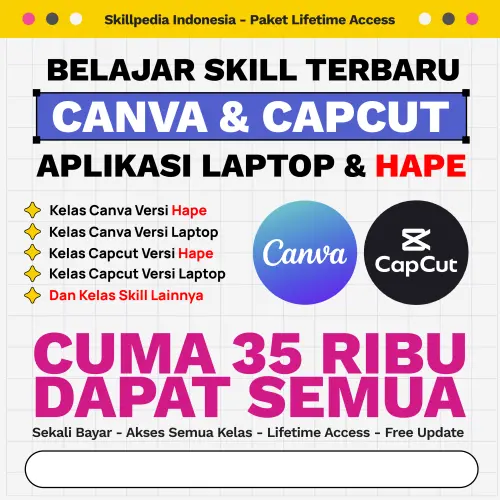 Skillpedia Indonesia - Paket Lifetime Access
BELAJAR SKILL TERBARU
CANVA & CAPCUT
APLIKASI LAPTOP & HAPE
Kelas Canva Versi Hape
Kelas Canva Versi Laptop
Kelas Capcut Versi Hape
Kelas Capcut Versi Laptop
Dan Kelas Skill Lainnya
Canva
CapCut
CUMA 35 RIBU
DAPAT SEMUA
Sekali Bayar - Akses Semua Kelas - Lifetime Access - Free Update